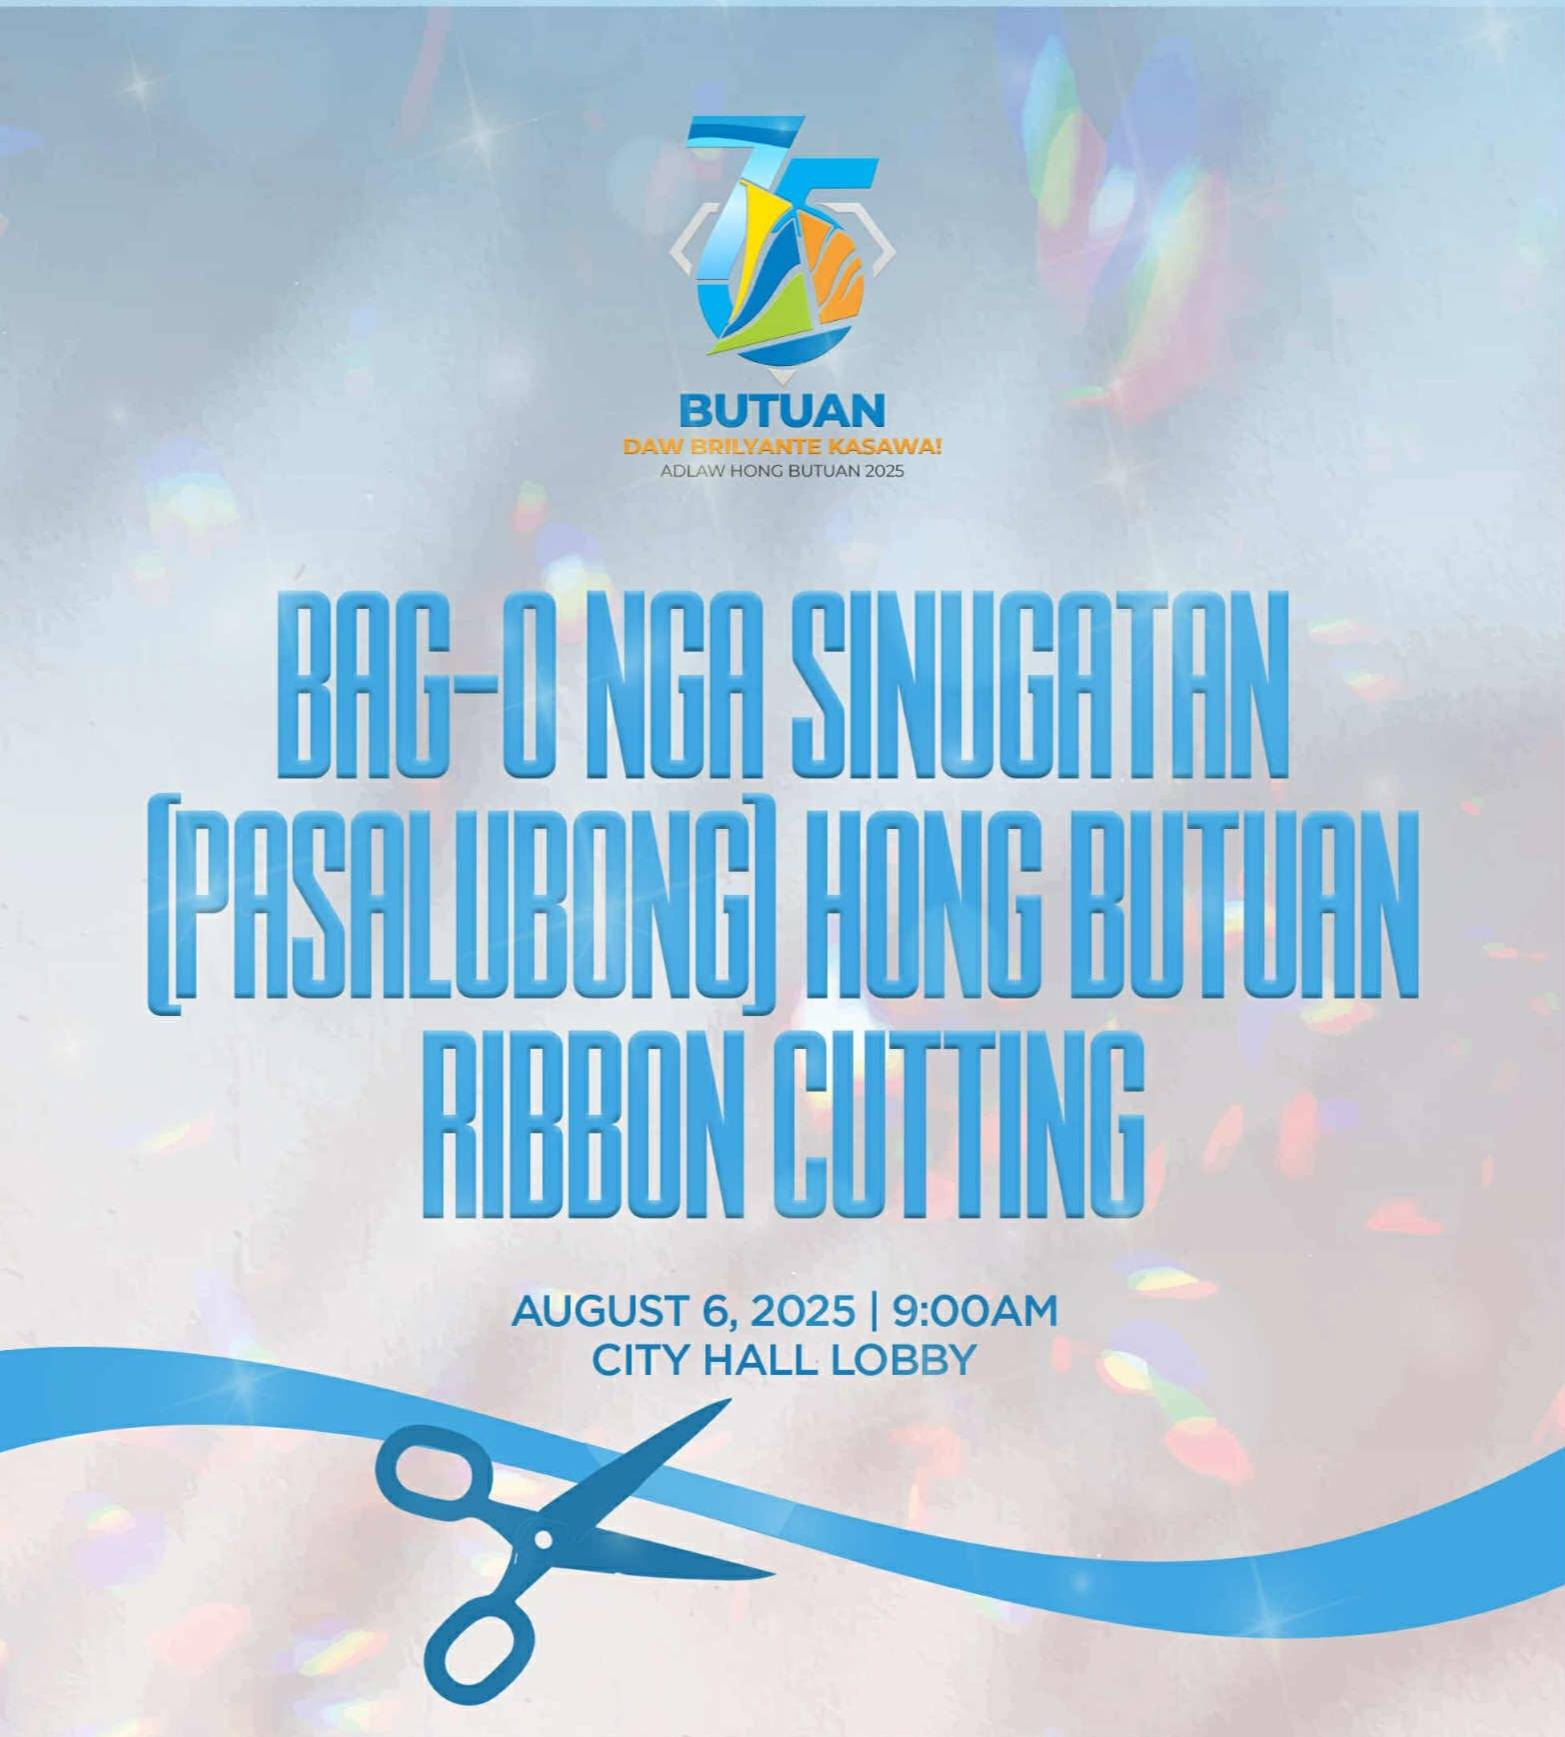 75
BUTUAN
DAW BRILYANTE KASAWA!
ADLAW HONG BUTUAN 2025
BAG-O NGA SINUGATAN
(PASALUBONG) HONG BUTUAN
RIBBON CUTTING
AUGUST 6, 2025 | 9:00AM
CITY HALL LOBBY